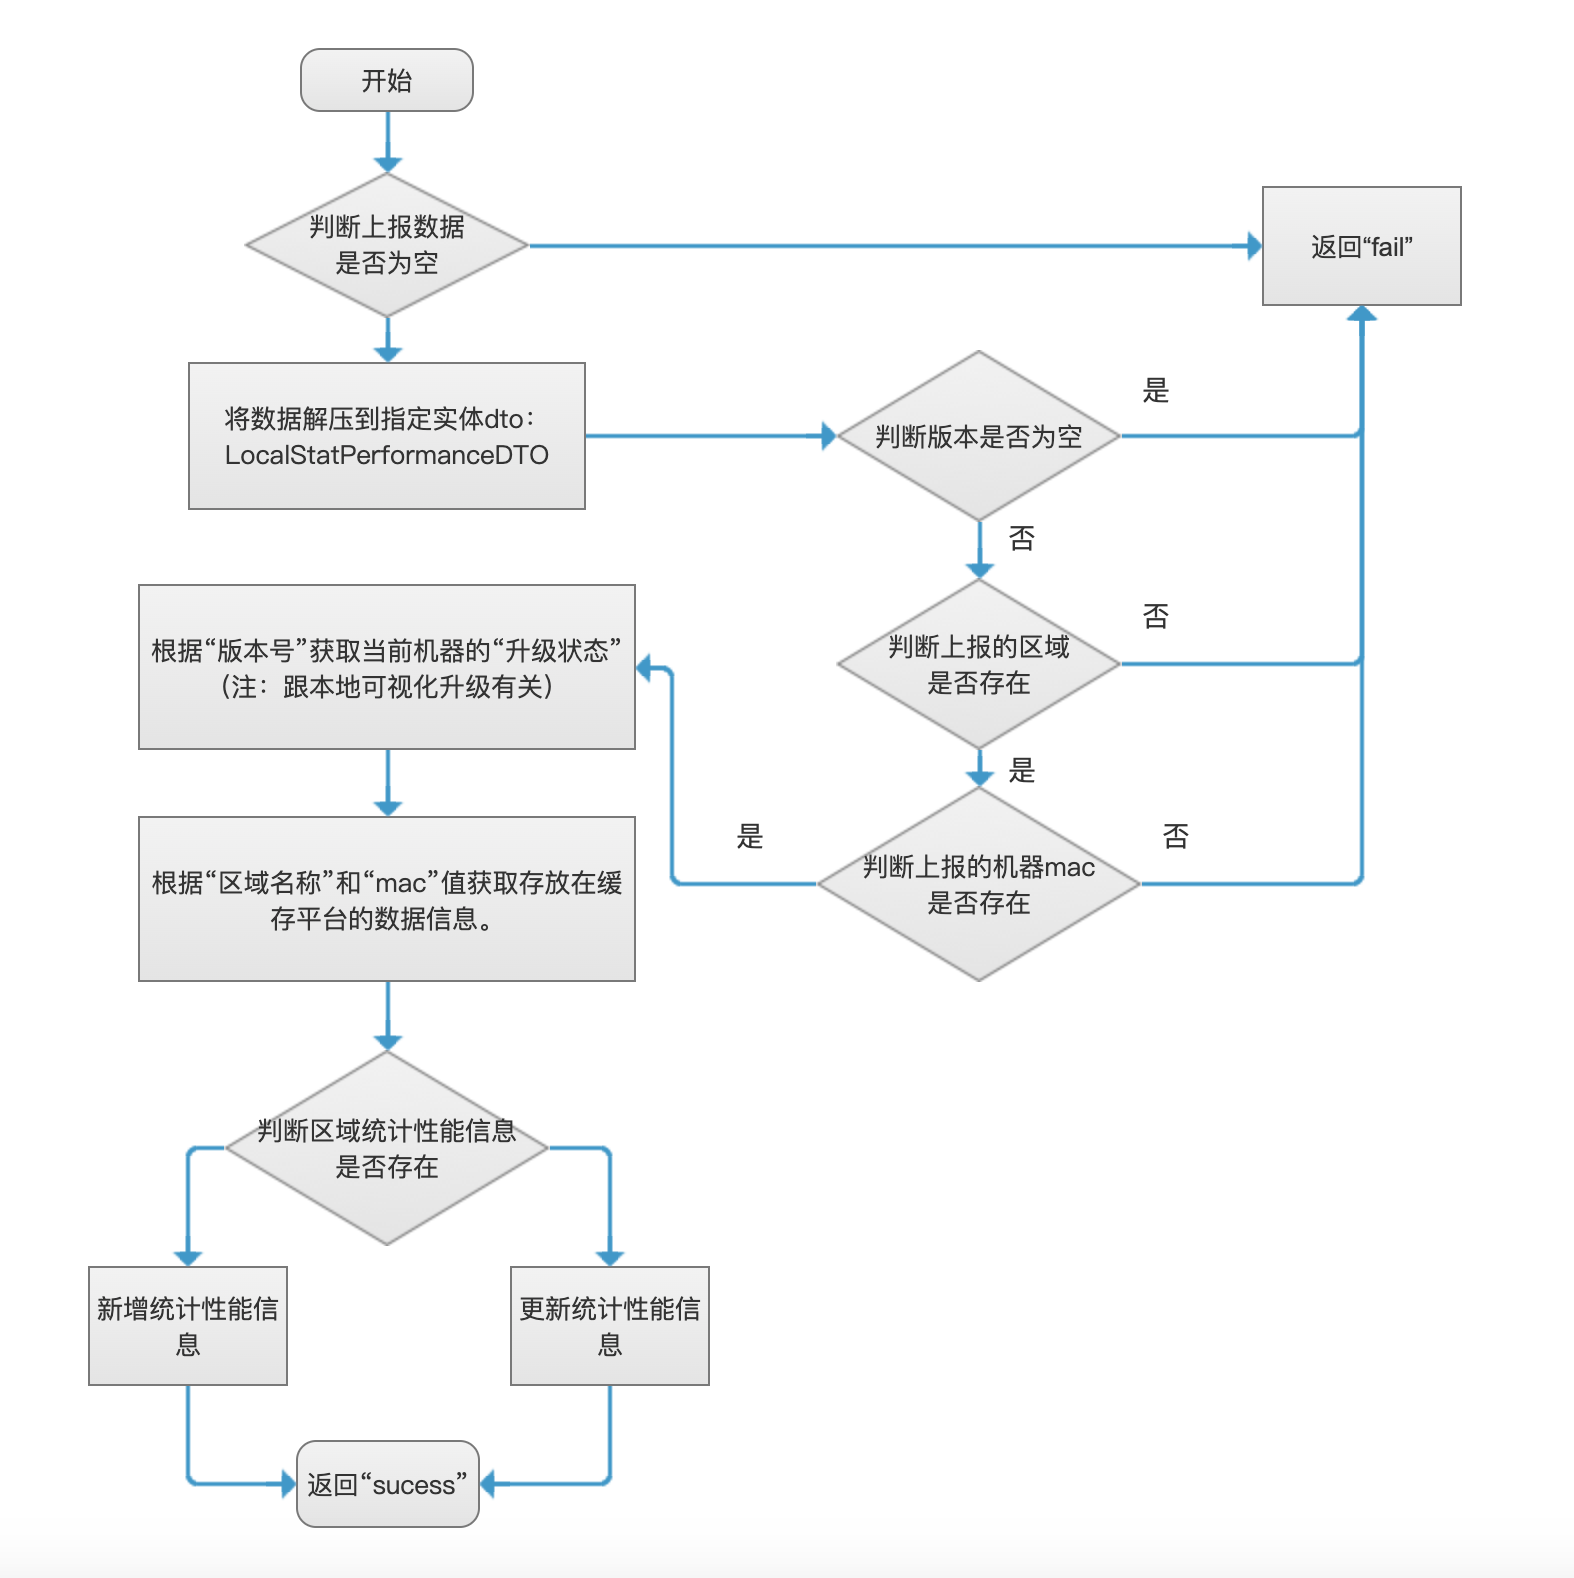 开始
判断上报数据
是否为空
返回“fail”
将数据解压到指定实体dto：
LocalStatPerformanceDTO
判断版本是否为空
是
否
判断上报的区域
是否存在
否
是
判断上报的机器mac
是否存在
是
否
根据“版本号”获取当前机器的“升级状态”
（注：跟本地可视化升级有关）
根据“区域名称”和“mac”值获取存放在缓
存平台的数据信息。
判断区域统计性能信息
是否存在
新增统计性能信
息
更新统计性能信
息
返回“sucess”